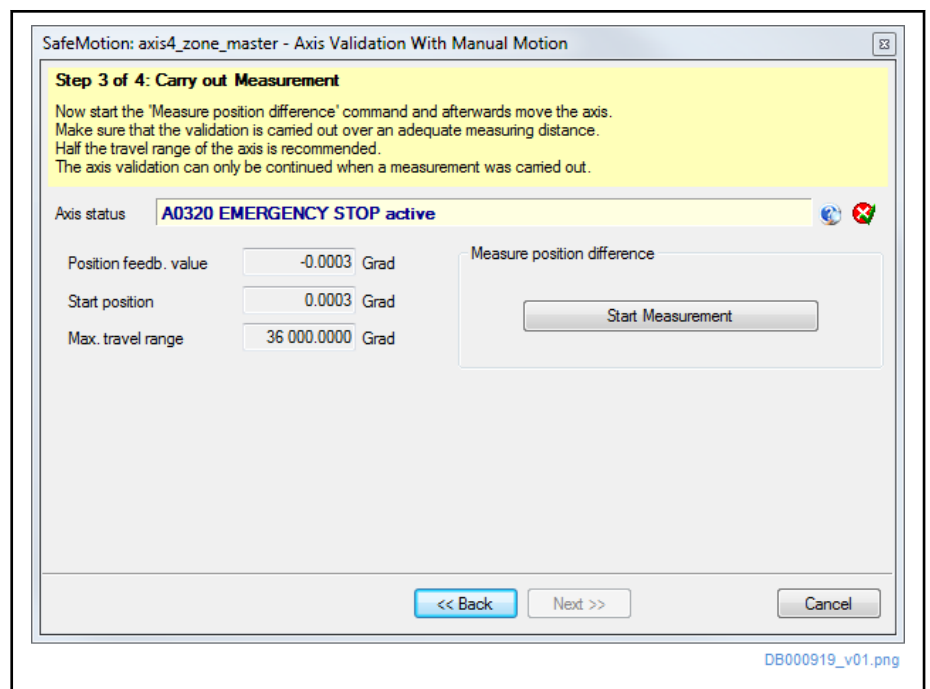 SafeMotion: axis4_zone_master - Axis Validation With Manual Motion
Step 3 of 4: Carry out Measurement
Now start the 'Measure position difference' command and afterwards move the axis.
Make sure that the validation is carried out over an adequate measuring distance.
Half the travel range of the axis is recommended.
The axis validation can only be continued when a measurement was carried out.
Axis status A0320 EMERGENCY STOP active
Position feedb. value -0.0003 Grad
Measure position difference
Start position 0.0003 Grad
Start Measurement
Max. travel range 36 000.0000 Grad
<< Back Next >> Cancel
DB000919_v01.png